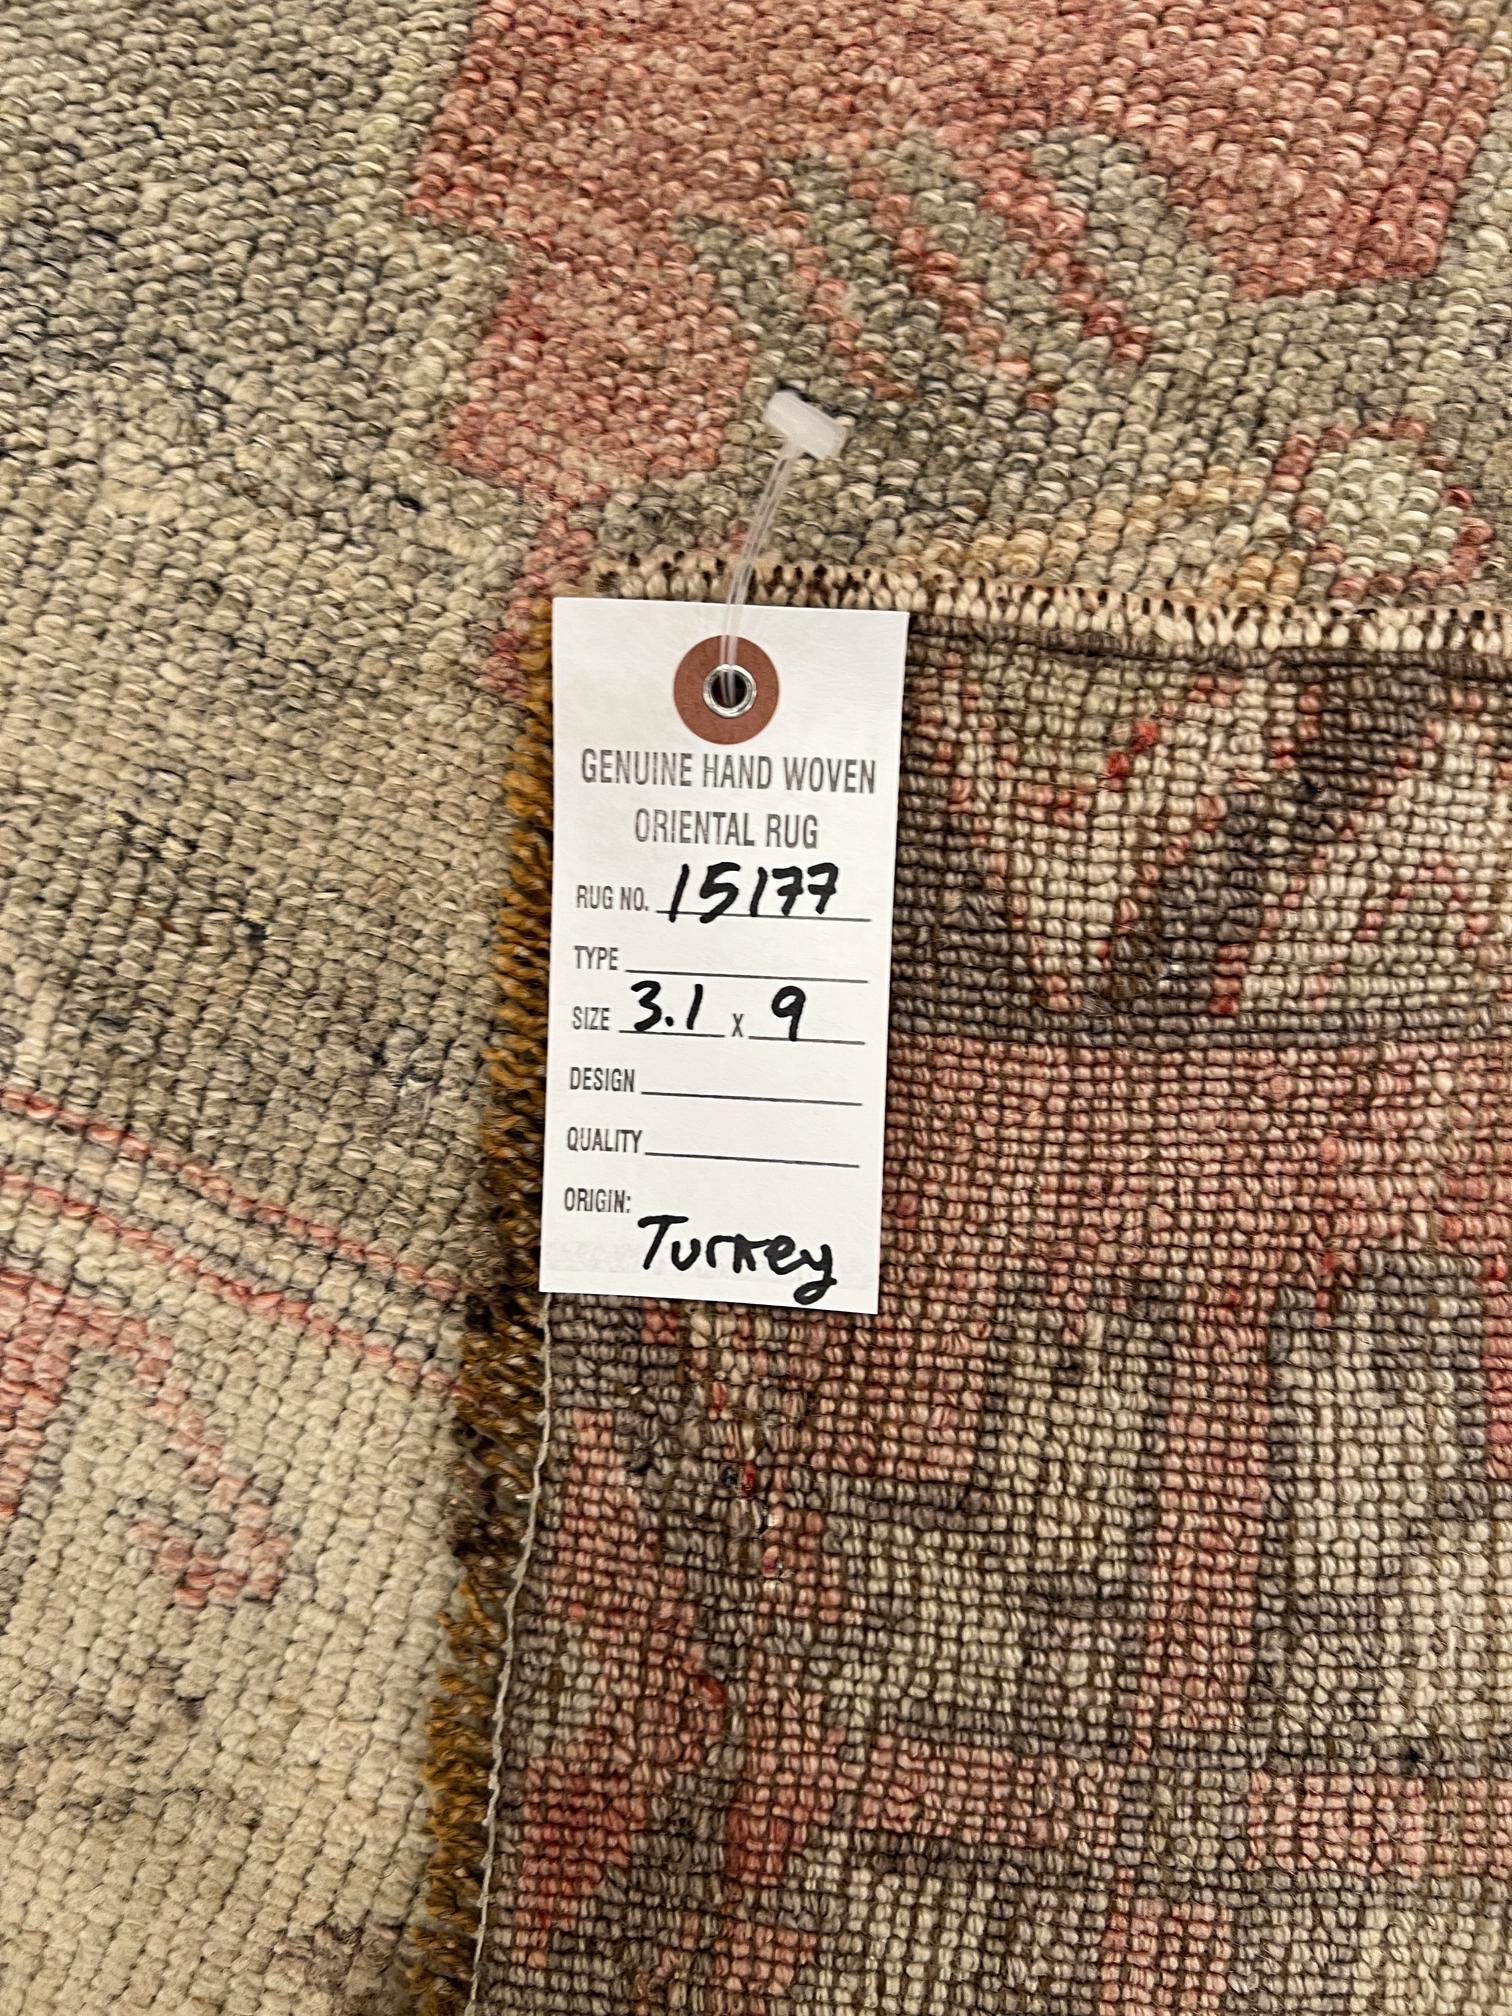 GENUINE HAND WOVEN
ORIENTAL RUG
RUG NO. 15177
TYPE
SIZE 3.1 x 9
DESIGN
QUALITY
ORIGIN:
Turkey